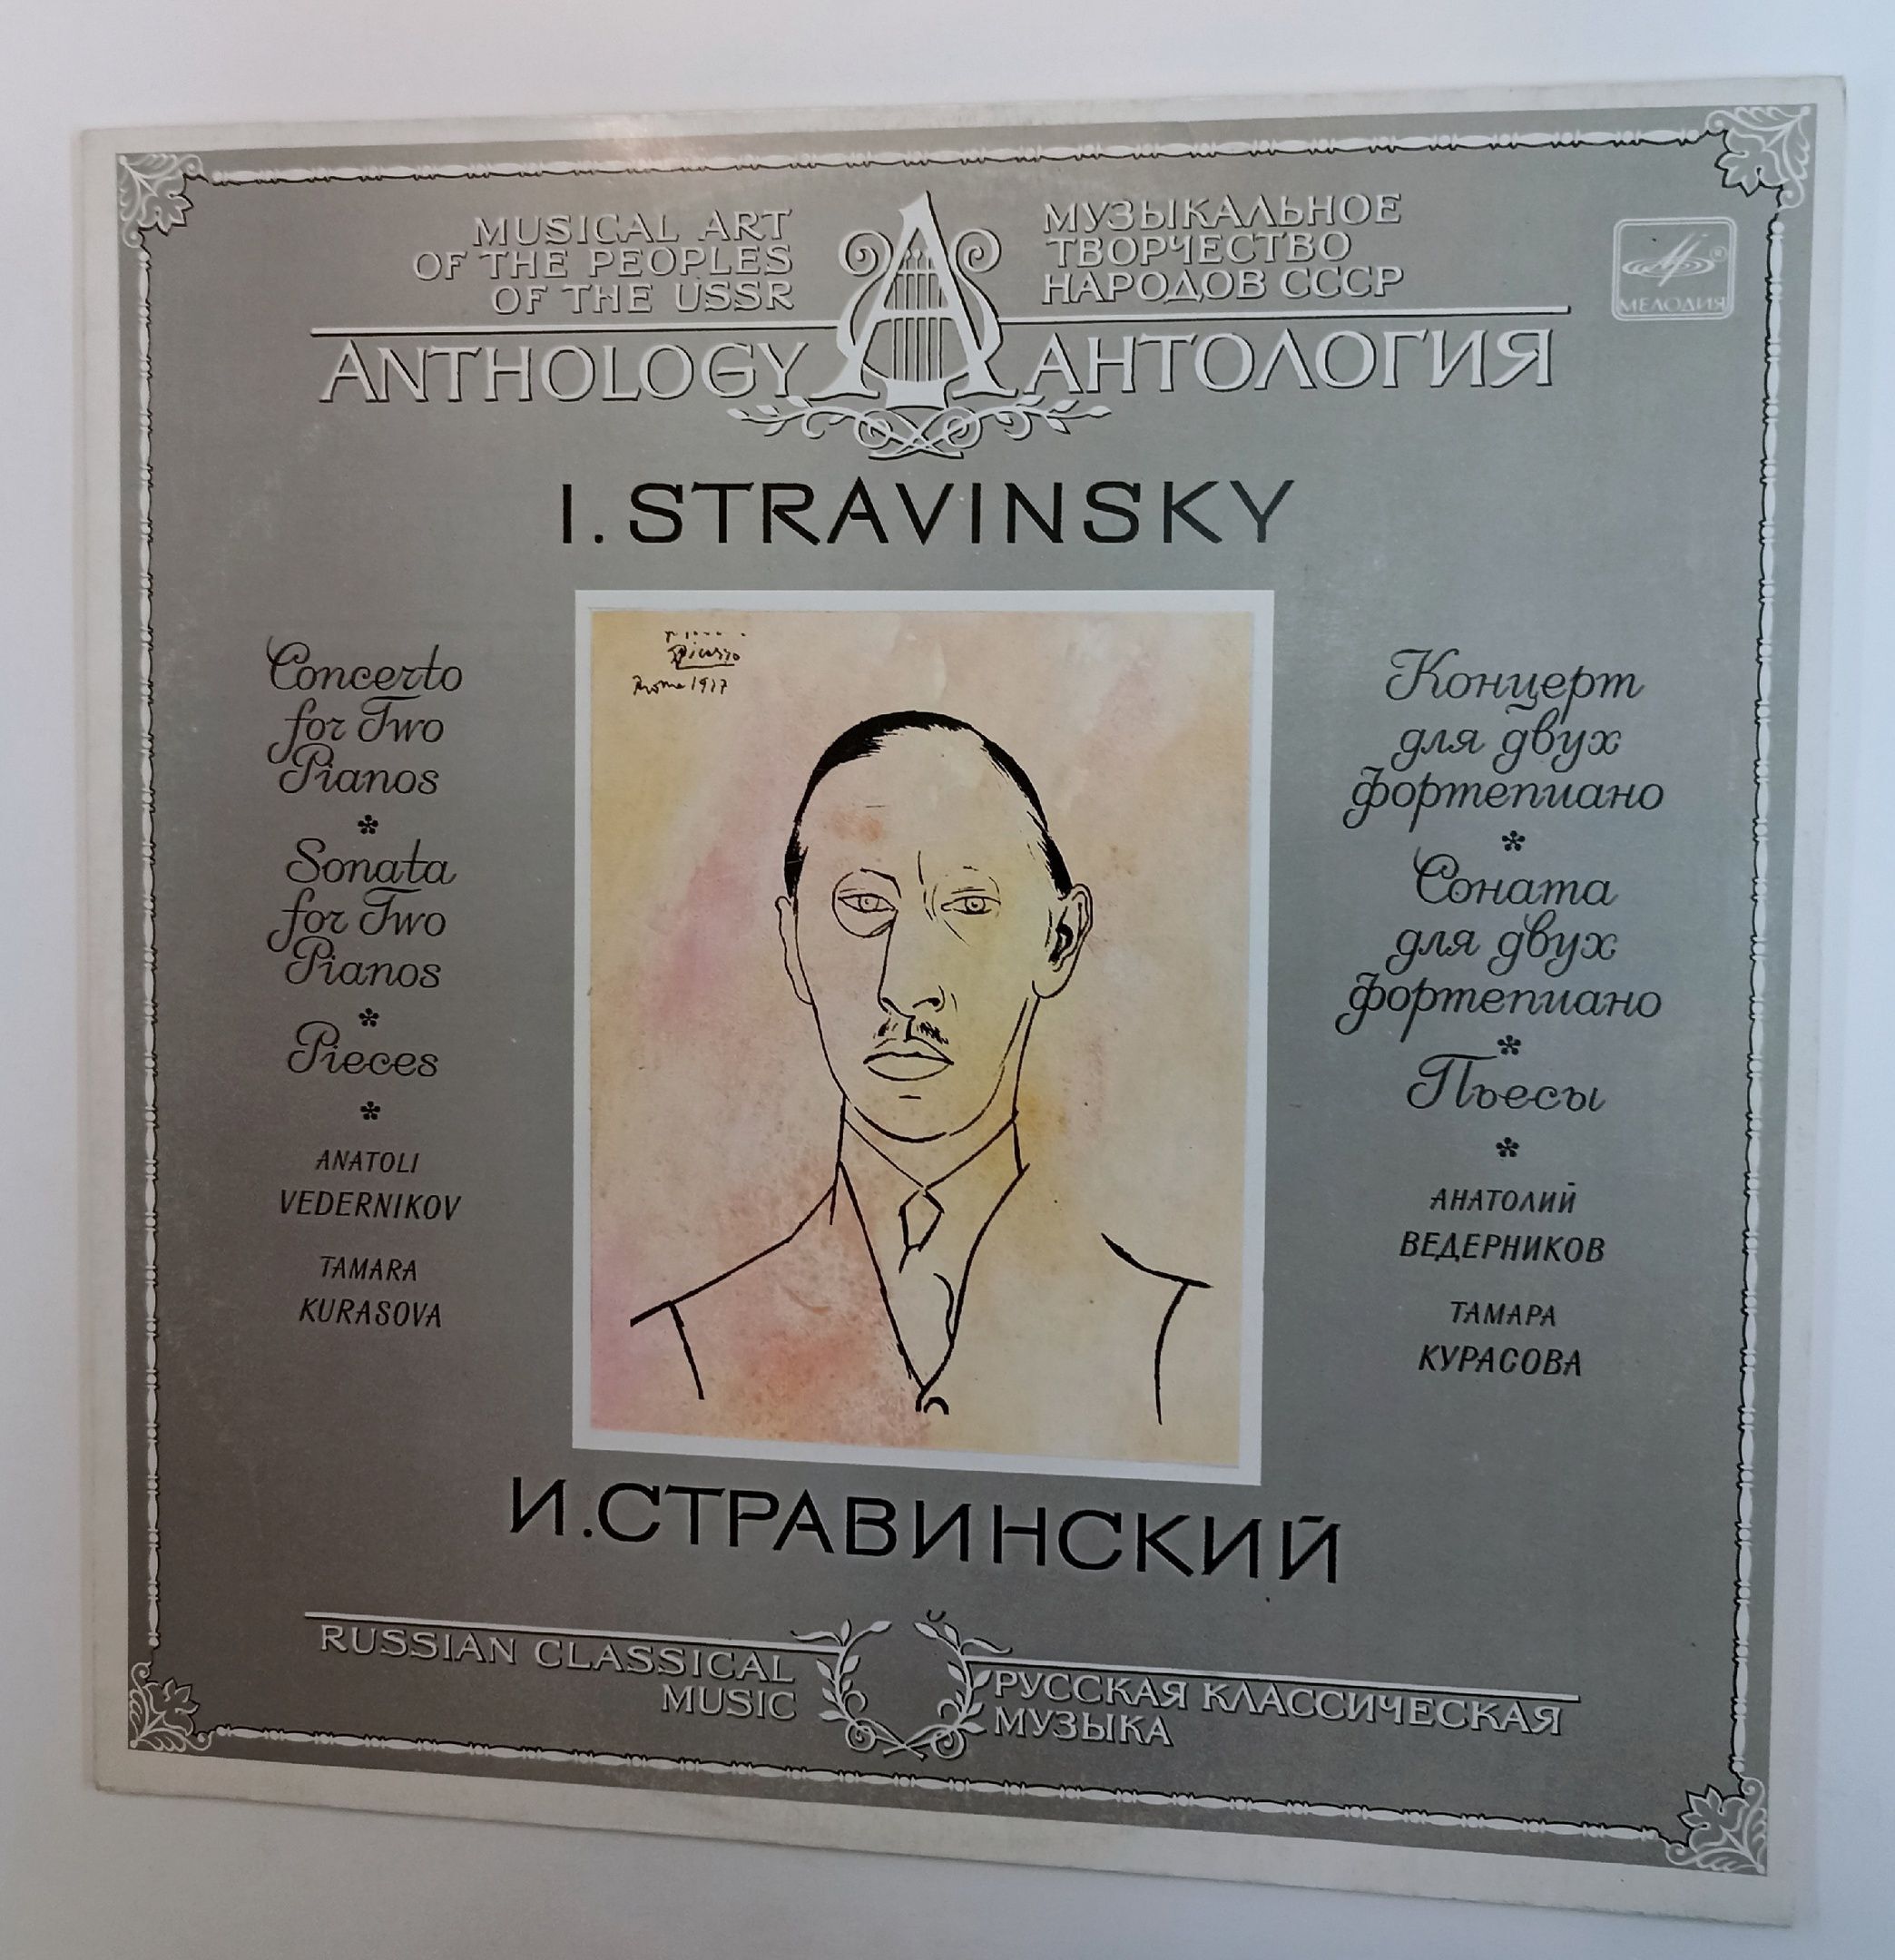 MUSICAL ART
OF THE PEOPLES
OF THE USSR
МУЗЫКАЛЬНОЕ
ТВОРЧЕСТВО
НАРОДОВ СССР
A
ANTHOLOGY
АНТОЛОГИЯ
®
МЕЛОДИЯ
I. STRAVINSKY
Picasso
Rome 1917
Concerto
for Two
Pianos
*
Sonata
for Two
Pianos
*
Pieces
*
ANATOLI
VEDERNIKOV
TAMARA
KURASOVA
Концерт
для двух
фортепиано
*
Соната
для двух
фортепиано
*
Пьесы
*
АНАТОЛИЙ
ВЕДЕРНИКОВ
ТАМАРА
КУРАСОВА
И.СТРАВИНСКИЙ
RUSSIAN CLASSICAL
MUSIC
РУССКАЯ КЛАССИЧЕСКАЯ
МУЗЫКА